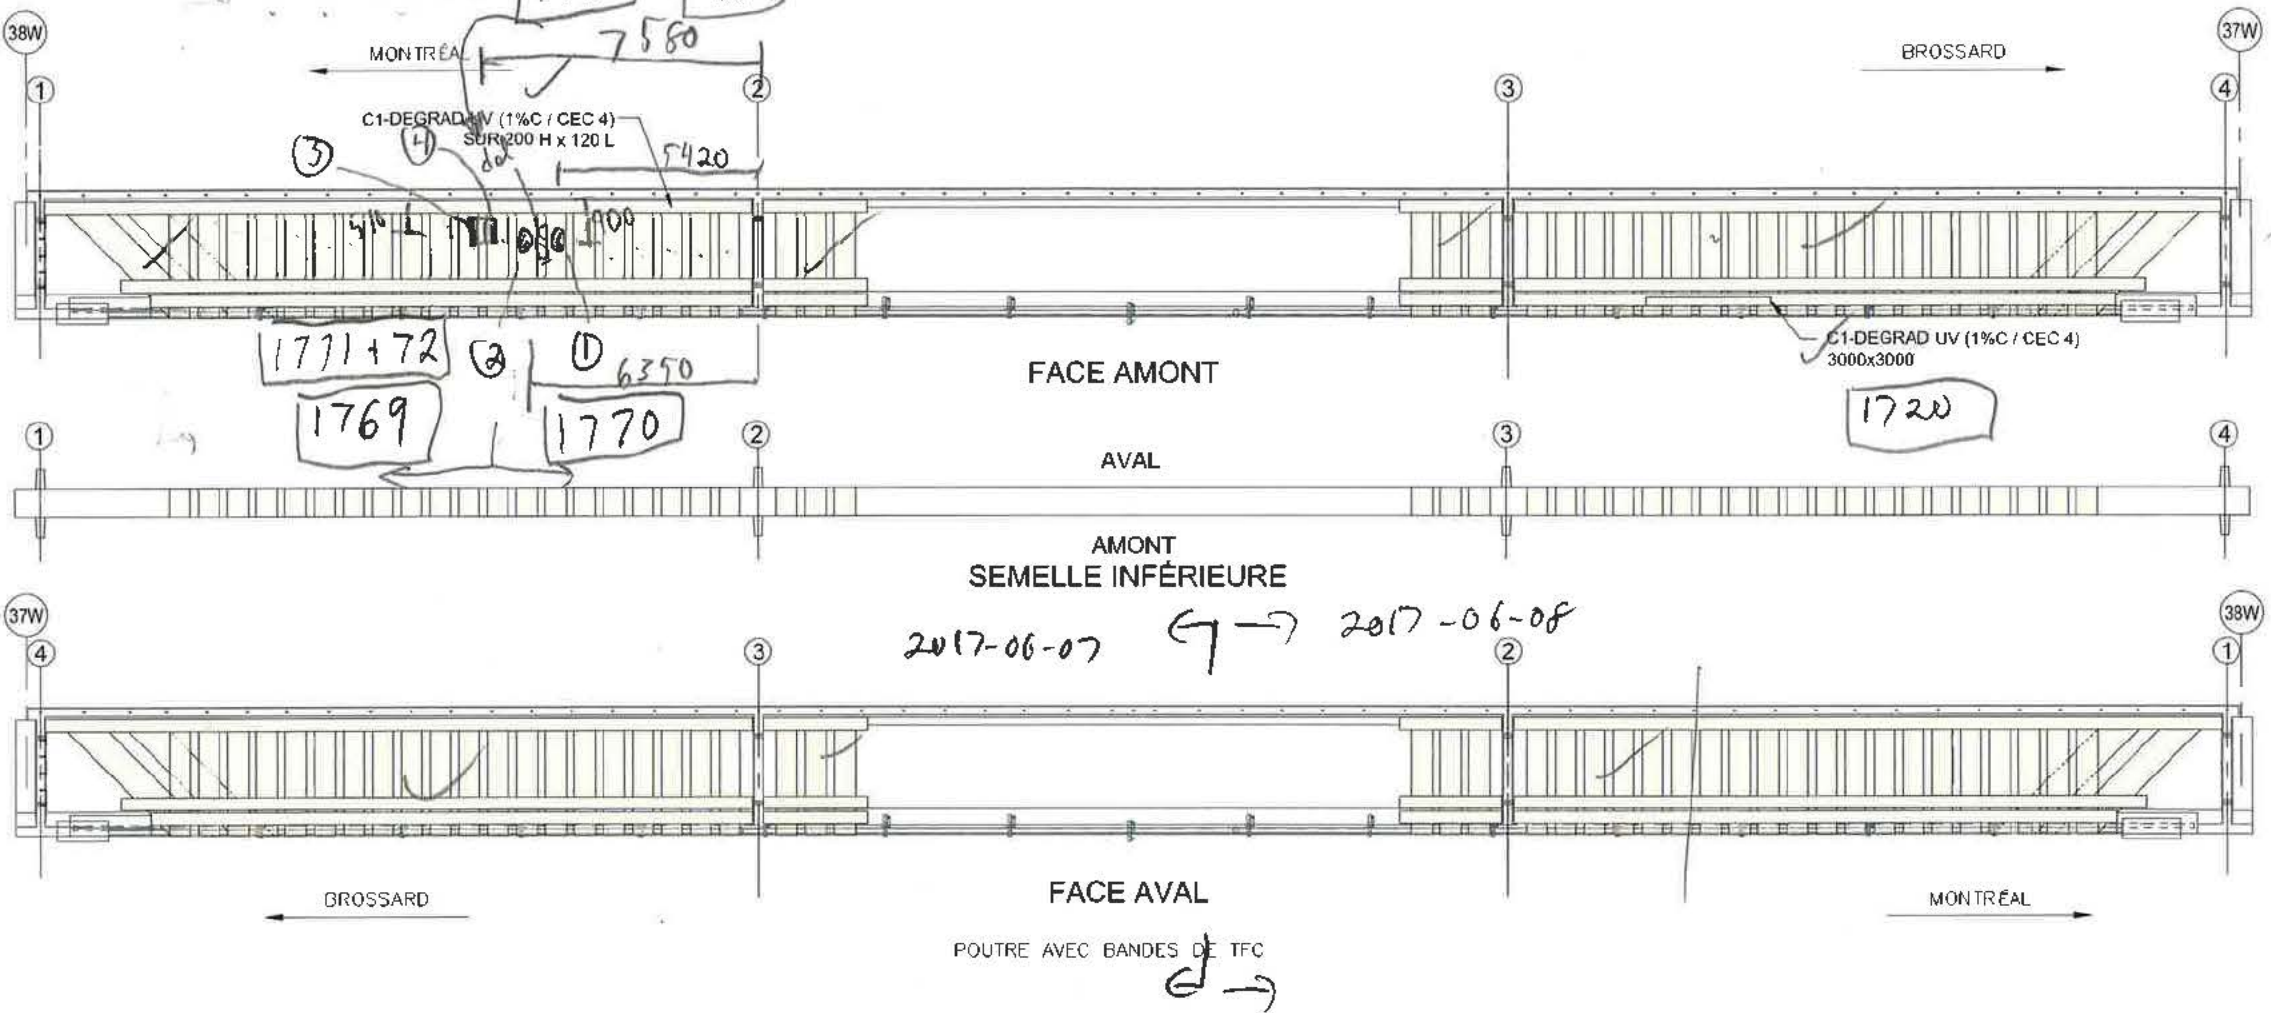 38W
37W
7580
MONTRÉAL
BROSSARD
1
2
3
4
C1-DEGRAD UV (1%C / CEC 4)
SUR 200 H x 120 L
3
4
del
5420
900
C1-DEGRAD UV (1%C / CEC 4)
3000x3000
1771+72
2
1
6350
FACE AMONT
1769
1770
1720
1
2
3
4
AVAL
AMONT
SEMELLE INFÉRIEURE
37W
38W
2017-06-07
2017-06-08
4
3
2
1
BROSSARD
FACE AVAL
MONTRÉAL
POUTRE AVEC BANDES DE TFC